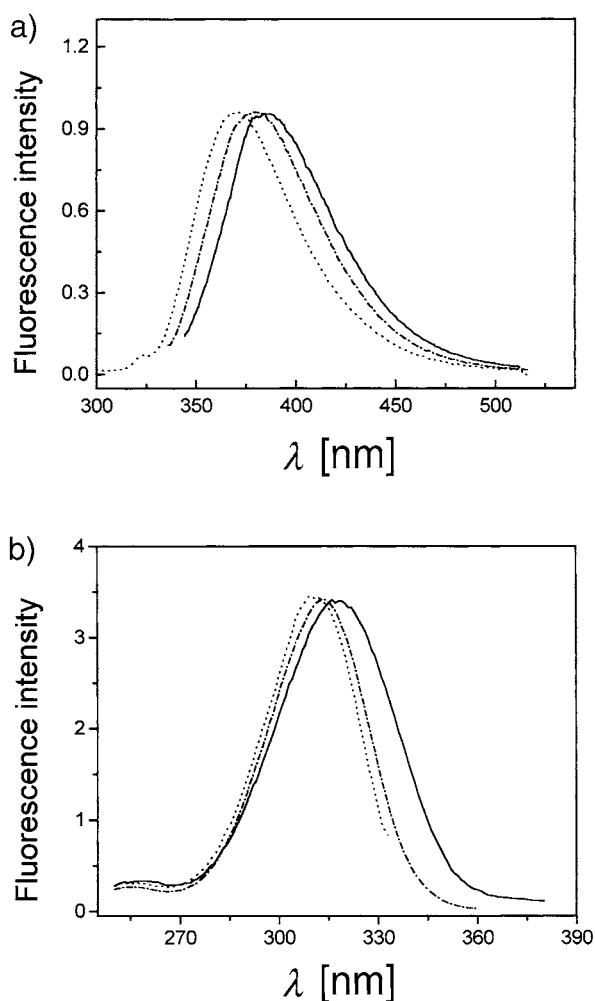 a)
Fluorescence intensity
1.2
0.9
0.6
0.3
0.0
300 350 400 450 500
λ [nm]
b)
Fluorescence intensity
4
3
2
1
0
270 300 330 360 390
λ [nm]